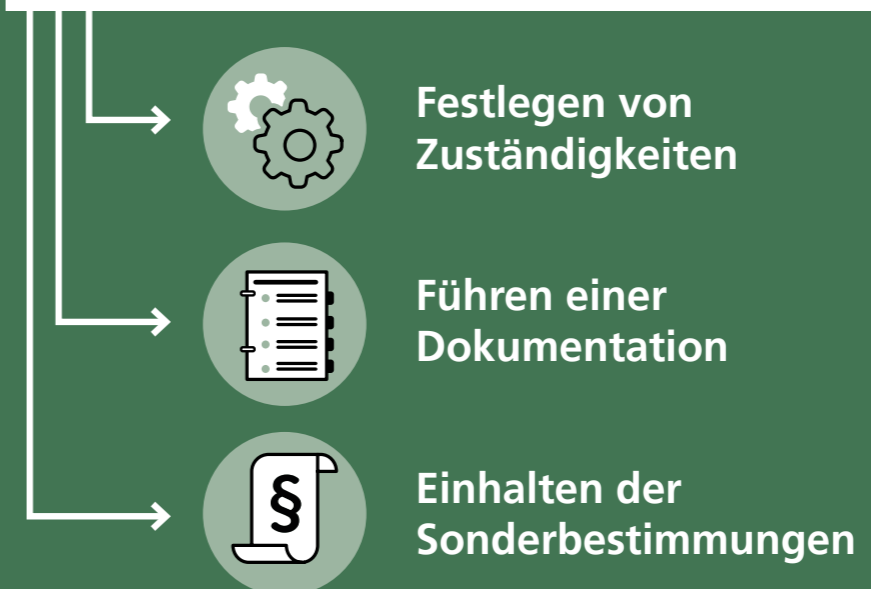 Festlegen von
Zuständigkeiten
Führen einer
Dokumentation
§
Einhalten der
Sonderbestimmungen